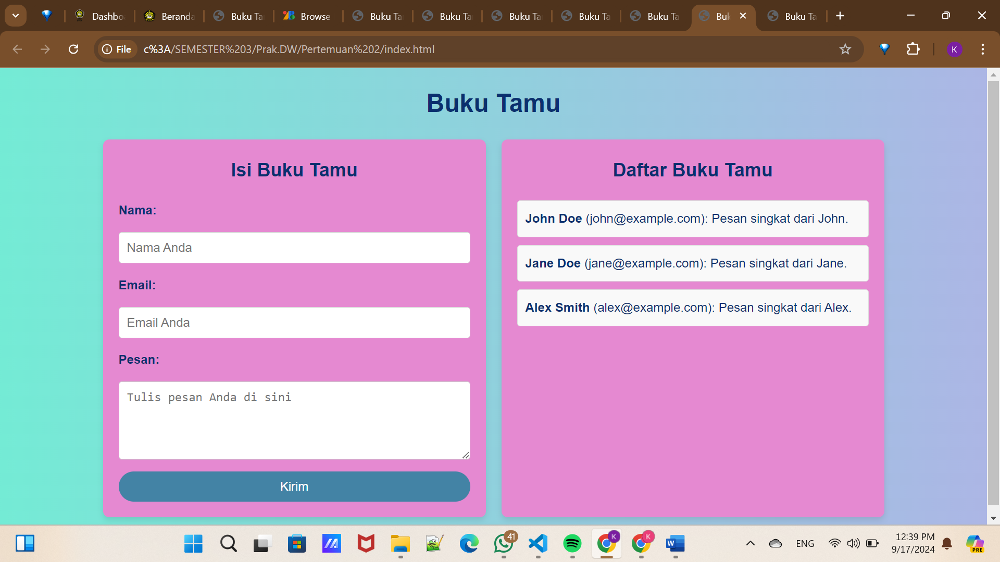 Dashbo
Beranda
Buku Ta
Browse
Buku Ta
Buku Ta
Buku Ta
Buku Ta
Buku Ta
Buk
Buku Ta
File
c%3A/SEMESTER%203/Prak.DW/Pertemuan%202/index.html
K
Buku Tamu
Isi Buku Tamu
Nama:
Nama Anda
Email:
Email Anda
Pesan:
Tulis pesan Anda di sini
Kirim
Daftar Buku Tamu
John Doe (john@example.com): Pesan singkat dari John.
Jane Doe (jane@example.com): Pesan singkat dari Jane.
Alex Smith (alex@example.com): Pesan singkat dari Alex.
41
K
K
W
ENG
12:39 PM
9/17/2024
PRE